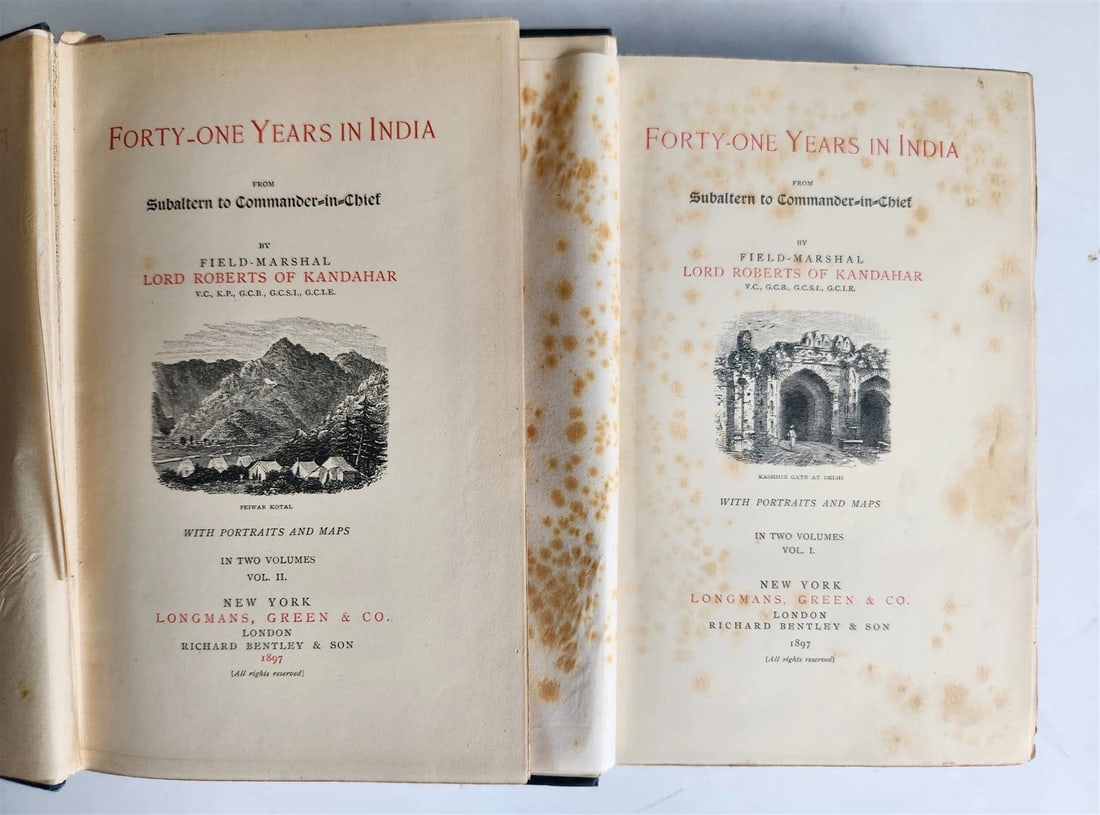 FORTY-ONE YEARS IN INDIA
FROM
Subaltern to Commander-in-Chief
BY
FIELD-MARSHAL
LORD ROBERTS OF KANDAHAR
V.C., K.P., G.C.B., G.C.S.I., G.C.I.E.
PEIWAR KOTAL
WITH PORTRAITS AND MAPS
IN TWO VOLUMES
VOL. II.
NEW YORK
LONGMANS, GREEN & CO.
LONDON
RICHARD BENTLEY & SON
1897
[All rights reserved]
FORTY-ONE YEARS IN INDIA
FROM
Subaltern to Commander-in-Chief
BY
FIELD-MARSHAL
LORD ROBERTS OF KANDAHAR
V.C., G.C.B., G.C.S.I., G.C.I.E.
KASHMIR GATE AT DELHI
WITH PORTRAITS AND MAPS
IN TWO VOLUMES
VOL. I.
NEW YORK
LONGMANS, GREEN & CO.
LONDON
RICHARD BENTLEY & SON
1897
[All rights reserved]